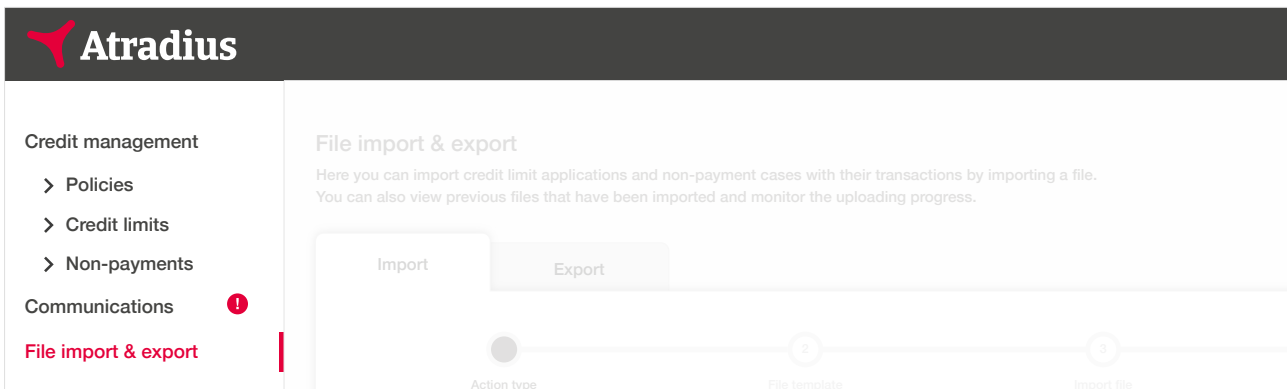 Atradius
Credit management
Policies
Credit limits
Non-payments
Communications
!
File import & export
File import & export
Here you can import credit limit applications and non-payment cases with their transactions by importing a file.
You can also view previous files that have been imported and monitor the uploading progress.
Import
Export
2
3
Action type
File template
Import file